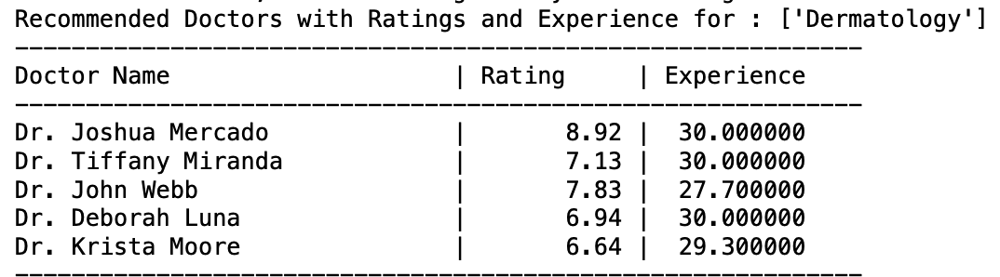 Recommended Doctors with Ratings and Experience for : ['Dermatology']
------------------------------------------------------------
Doctor Name                    | Rating     | Experience
------------------------------------------------------------
Dr. Joshua Mercado             |       8.92 |  30.000000
Dr. Tiffany Miranda            |       7.13 |  30.000000
Dr. John Webb                  |       7.83 |  27.700000
Dr. Deborah Luna               |       6.94 |  30.000000
Dr. Krista Moore               |       6.64 |  29.300000
------------------------------------------------------------